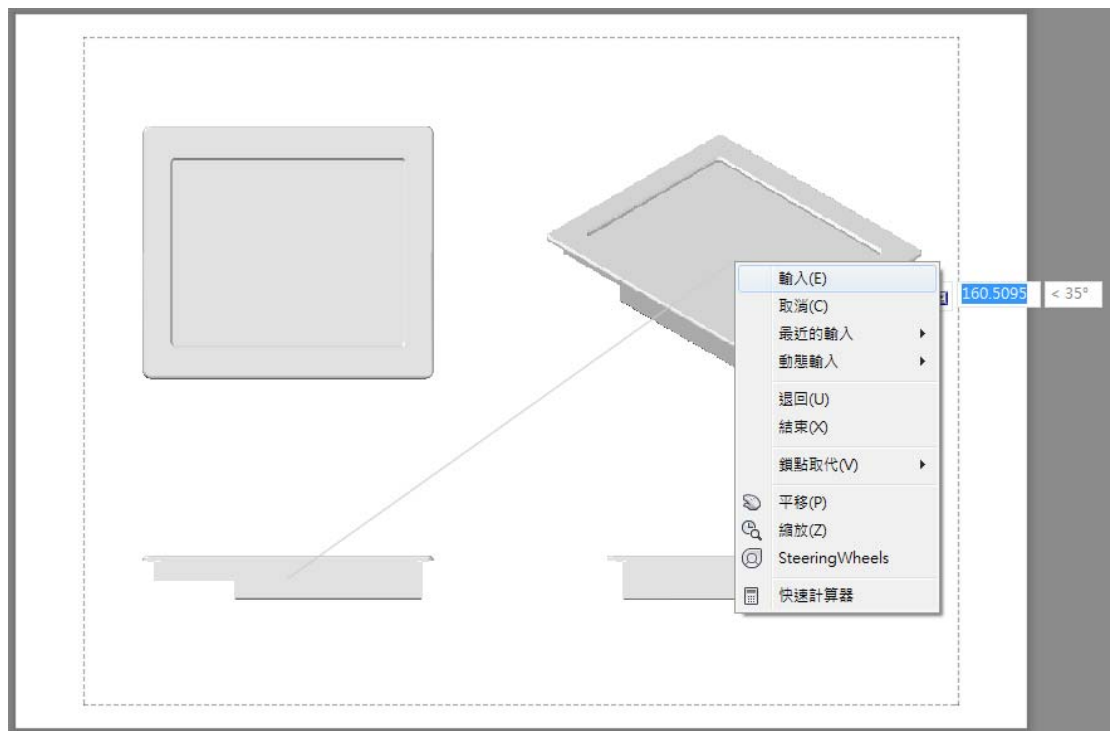 輸入(E)
160.5095
< 35°
取消(C)
最近的輸入
動態輸入
退回(U)
結束(X)
鎖點取代(V)
平移(P)
縮放(Z)
SteeringWheels
快速計算器